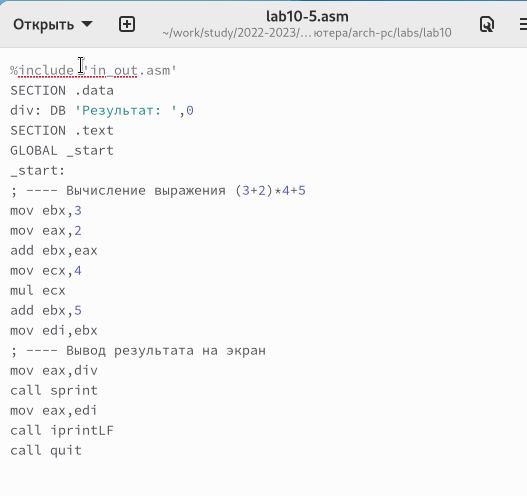 Открыть
lab10-5.asm
~/work/study/2022-2023/…ютера/arch-pc/labs/lab10
%include 'in_out.asm'
SECTION .data
div: DB 'Результат: ',0
SECTION .text
GLOBAL _start
_start:
; ---- Вычисление выражения (3+2)*4+5
mov ebx,3
mov eax,2
add ebx,eax
mov ecx,4
mul ecx
add ebx,5
mov edi,ebx
; ---- Вывод результата на экран
mov eax,div
call sprint
mov eax,edi
call iprintLF
call quit